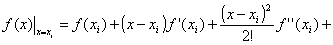 f(x)|_{x=x_i} = f(x_i) + (x − x_i) f'(x_i) + \frac{(x − x_i)^2}{2!} f''(x_i) +